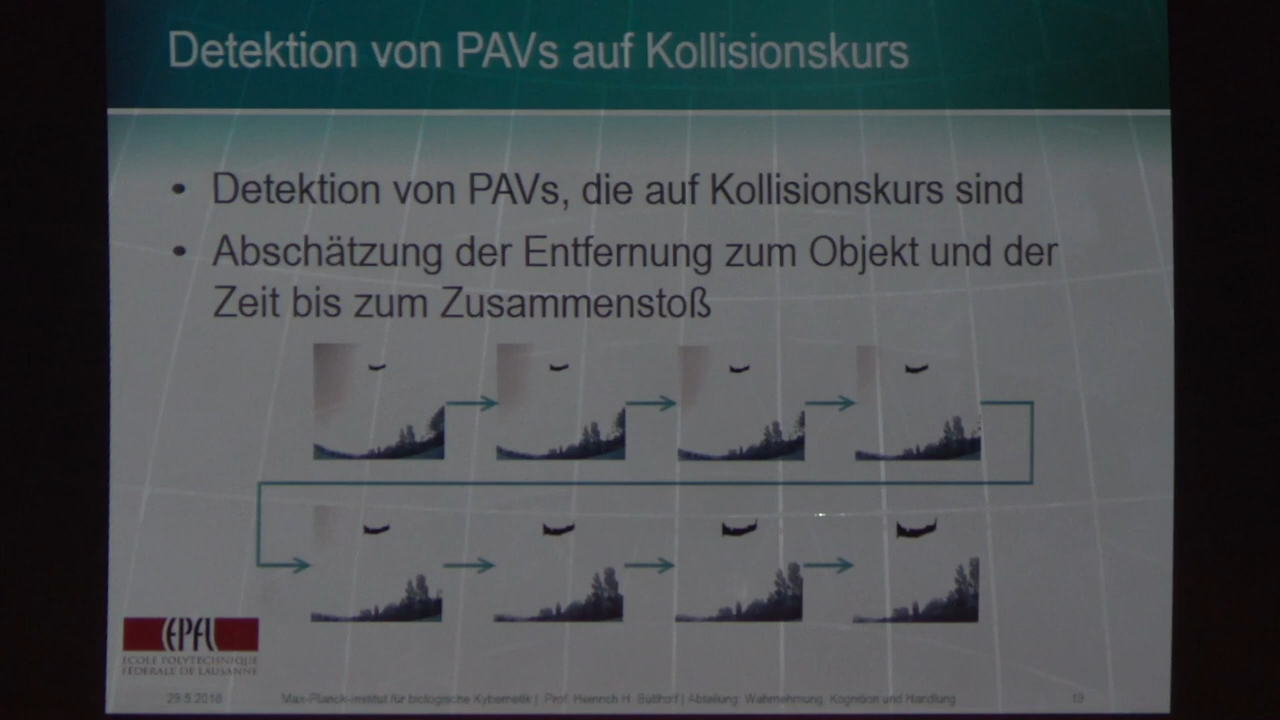 Detektion von PAVs auf Kollisionskurs
• Detektion von PAVs, die auf Kollisionskurs sind
• Abschätzung der Entfernung zum Objekt und der
Zeit bis zum Zusammenstoß
EPFL
ECOLE POLYTECHNIQUE
FÉDÉRALE DE LAUSANNE
29.5.2018 Max-Planck-Institut für biologische Kybernetik | Prof. Heinrich H. Bülthoff | Abteilung: Wahrnehmung, Kognition und Handlung 19